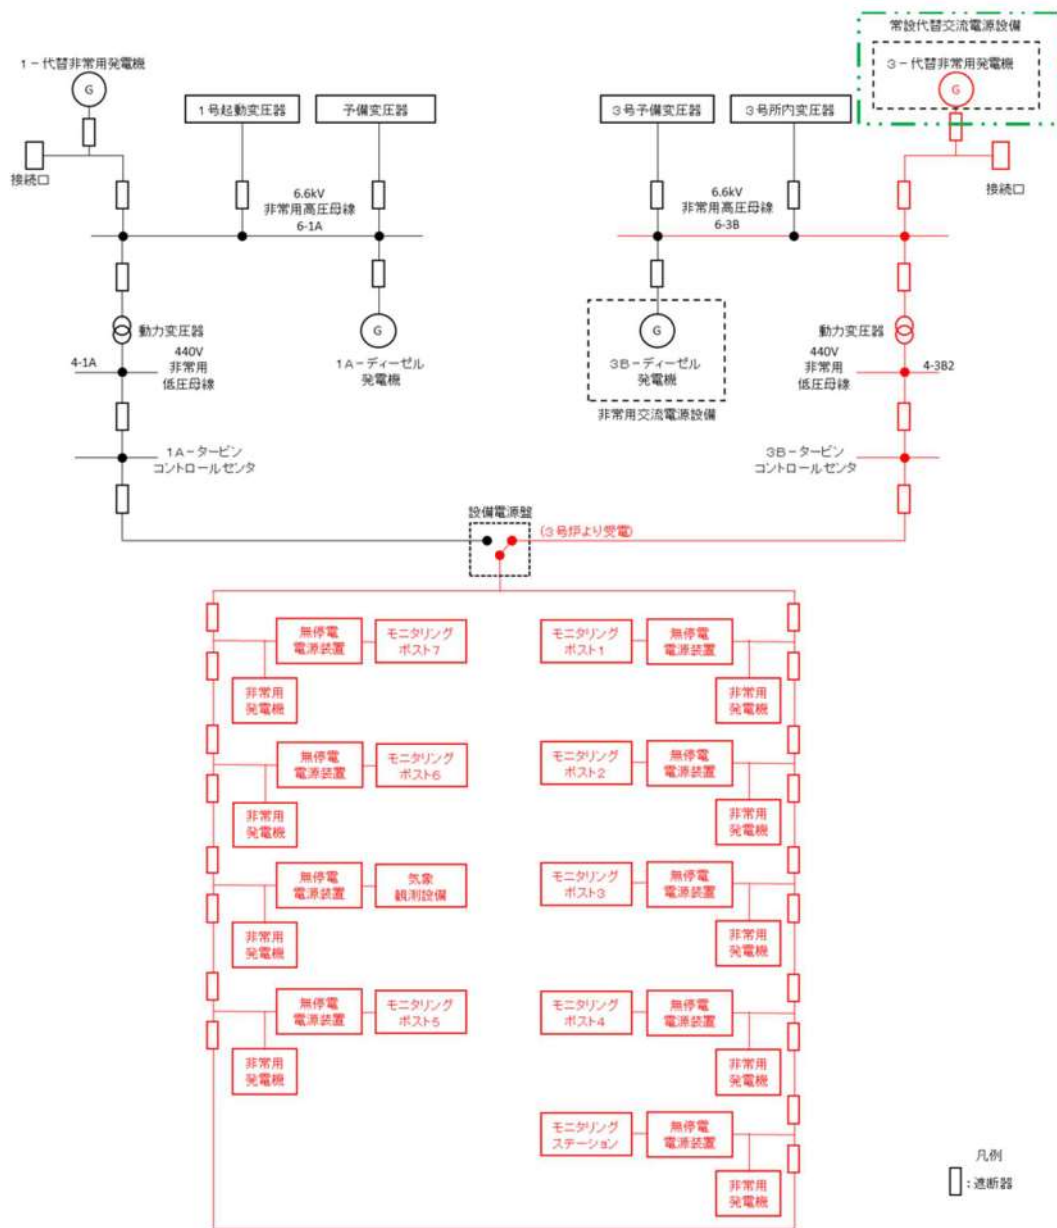 常設代替交流電源設備
1-代替非常用発電機
G
3-代替非常用発電機
G
1号起動変圧器
予備変圧器
3号予備変圧器
3号所内変圧器
接続口
接続口
6.6kV
非常用高圧母線
6-1A
6.6kV
非常用高圧母線
6-3B
動力変圧器
G
1A-ディーゼル
発電機
G
3B-ディーゼル
発電機
非常用交流電源設備
動力変圧器
4-1A
440V
非常用
低圧母線
440V
非常用
低圧母線
4-3B2
1A-タービン
コントロールセンタ
3B-タービン
コントロールセンタ
設備電源盤
(3号炉より受電)
無停電
電源装置
モニタリング
ポスト7
モニタリング
ポスト1
無停電
電源装置
非常用
発電機
非常用
発電機
無停電
電源装置
モニタリング
ポスト6
モニタリング
ポスト2
無停電
電源装置
非常用
発電機
非常用
発電機
無停電
電源装置
気象
観測設備
モニタリング
ポスト3
無停電
電源装置
非常用
発電機
非常用
発電機
無停電
電源装置
モニタリング
ポスト5
モニタリング
ポスト4
無停電
電源装置
非常用
発電機
非常用
発電機
モニタリング
ステーション
無停電
電源装置
非常用
発電機
凡例
:遮断器